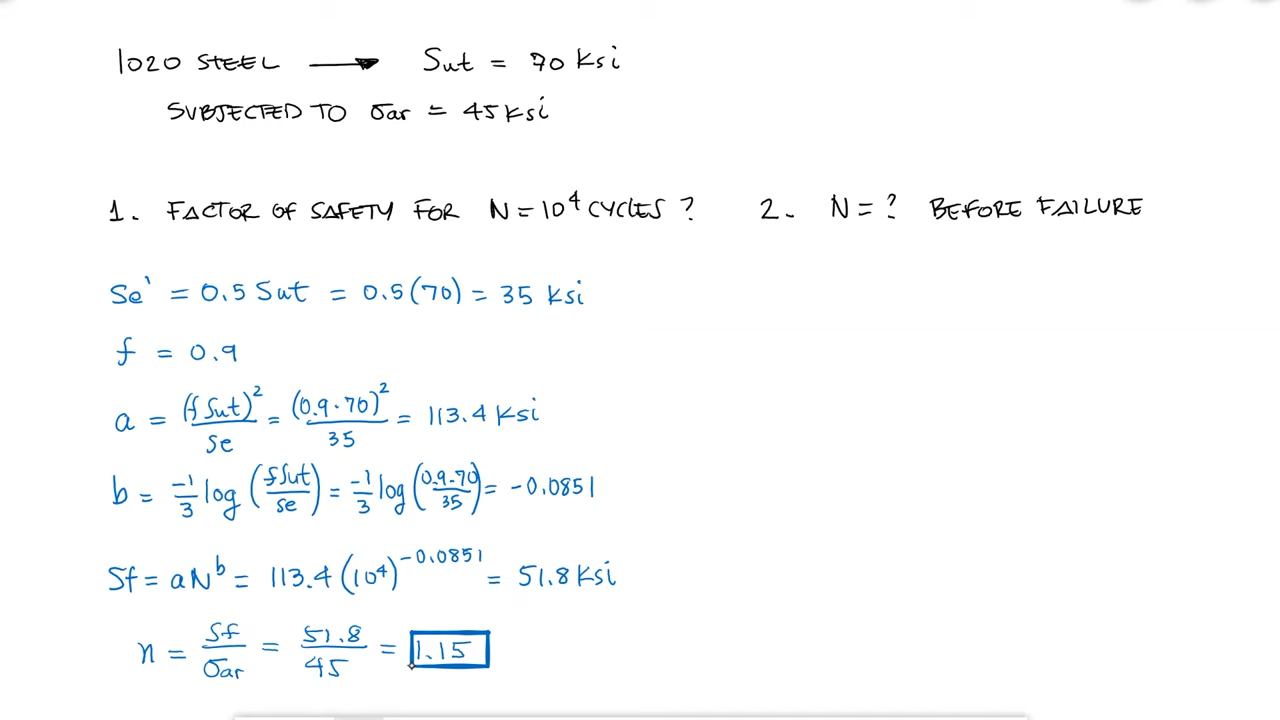 1020 STEEL → Sut = 70 Ksi
SUBJECTED TO σar = 45 Ksi
1. FACTOR OF SAFETY FOR N = 10⁴ CYCLES ? 2. N = ? BEFORE FAILURE
Se' = 0.5 Sut = 0.5(70) = 35 Ksi
f = 0.9
a = (f Sut)²/Se = (0.9·70)²/35 = 113.4 Ksi
b = -1/3 log (f Sut/Se) = -1/3 log (0.9·70/35) = -0.0851
Sf = aN^b = 113.4 (10⁴)^-0.0851 = 51.8 Ksi
n = Sf/σar = 51.8/45 = 1.15